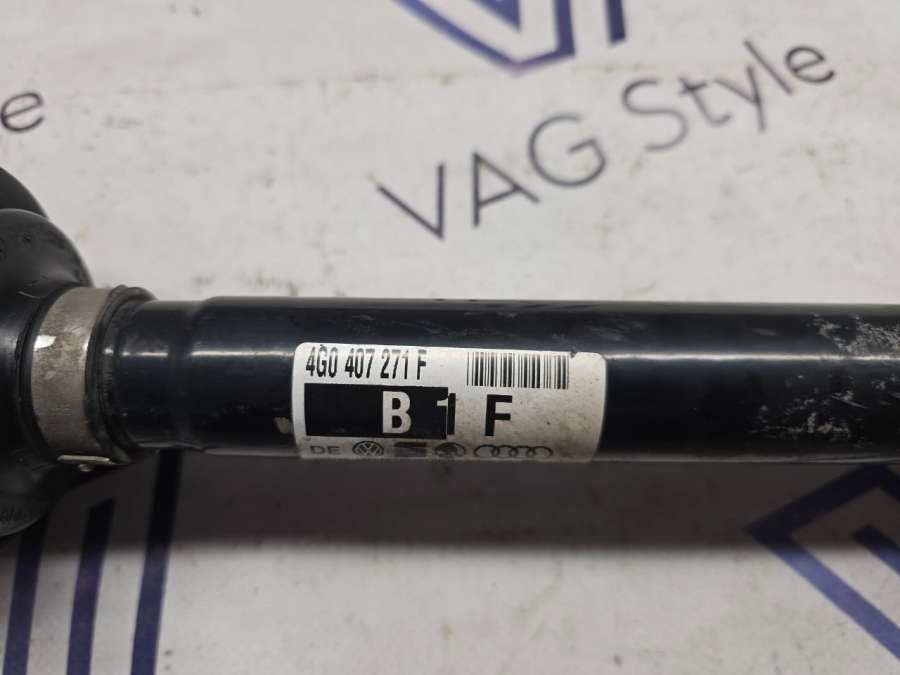 e
VAG Style
4G0 407 271 F
B 1 F
DE